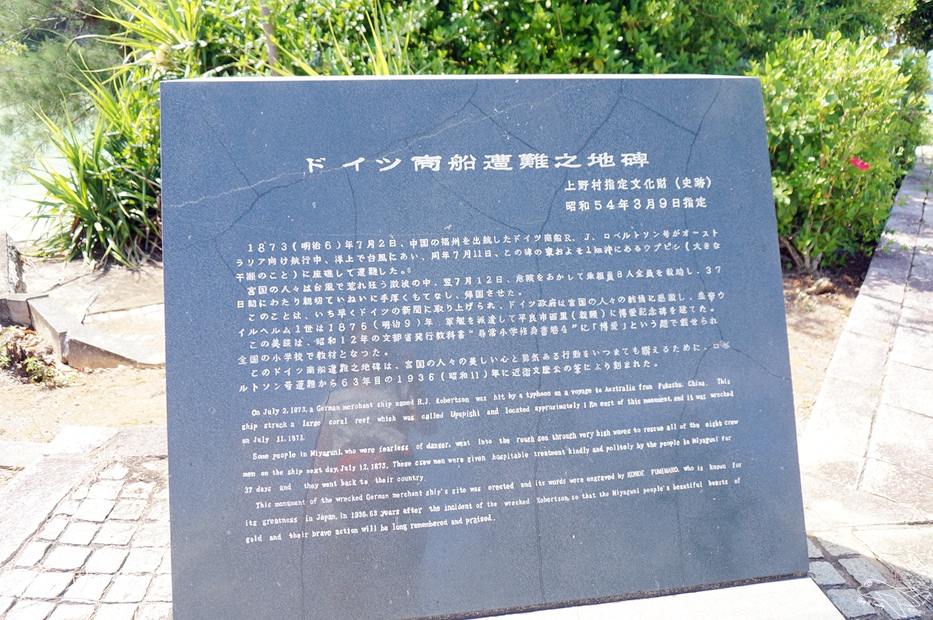 ドイツ商船遭難之地碑
上野村指定文化財（史跡）
昭和54年3月9日指定
1873(明治6)年7月2日、中国の福州を出航したドイツ商船R.J.ロベルトソン号がオースト
ラリア向け航行中、洋上で台風にあい、同年7月11日、この碑の東およそ1km沖にあるウプピシ(大きな
干瀬のこと)に座礁して遭難した。
宮国の人々は台風で荒れ狂う激浪の中、翌7月12日、危険をおかして乗組員8人全員を救助し、37
日間にわたり親切ていねいに手厚くもてなし、帰国させた。
このことは、いち早くドイツの新聞に取り上げられ、ドイツ政府は宮国の人々の純情に感動し、皇帝ウ
イルヘルム1世は1876(明治9)年、軍艦を派遣して平良市西里(親腰)に博愛記念碑を建てた。
この美談は、昭和12年の文部省発行教科書"尋常小学修身書巻4"に「博愛」という題で載せられ
全国の小学校で教材となった。
このドイツ商船遭難之地碑は、宮国の人々の美しい心と勇気ある行動をいつまでも讃えるために、ロベ
ルトソン号遭難から63年目の1936(昭和11)年に近衛文麿公の筆により刻まれた。
On July 2,1873,a German merchant ship named R.J. Robertson was hit by a typhoon on a voyage to Australia from Fukushu, China. This
ship struck a large coral reef which was called Upupishi and located approximately 1 Km east of this monument,and it was wrecked
on July 11,1873.
Some people in Miyaguni,who were fearless of danger, went into the rough sea through very high waves to rescue all of the eight crew
men on the ship next day,July 12,1873. These crew men were given hospitable treatment kindly and politely by the people in Miyaguni for
37 days and they went back to their country.
This monument of the wrecked German merchant ship's site was erected and its words were engraved by KONOE FUMIMARO, who is known for
its greatness in Japan, in 1936,63 years after the incident of the wrecked Robertson,so that the Miyaguni people's beautiful hearts of
gold and their brave action will be long remembered and praised.